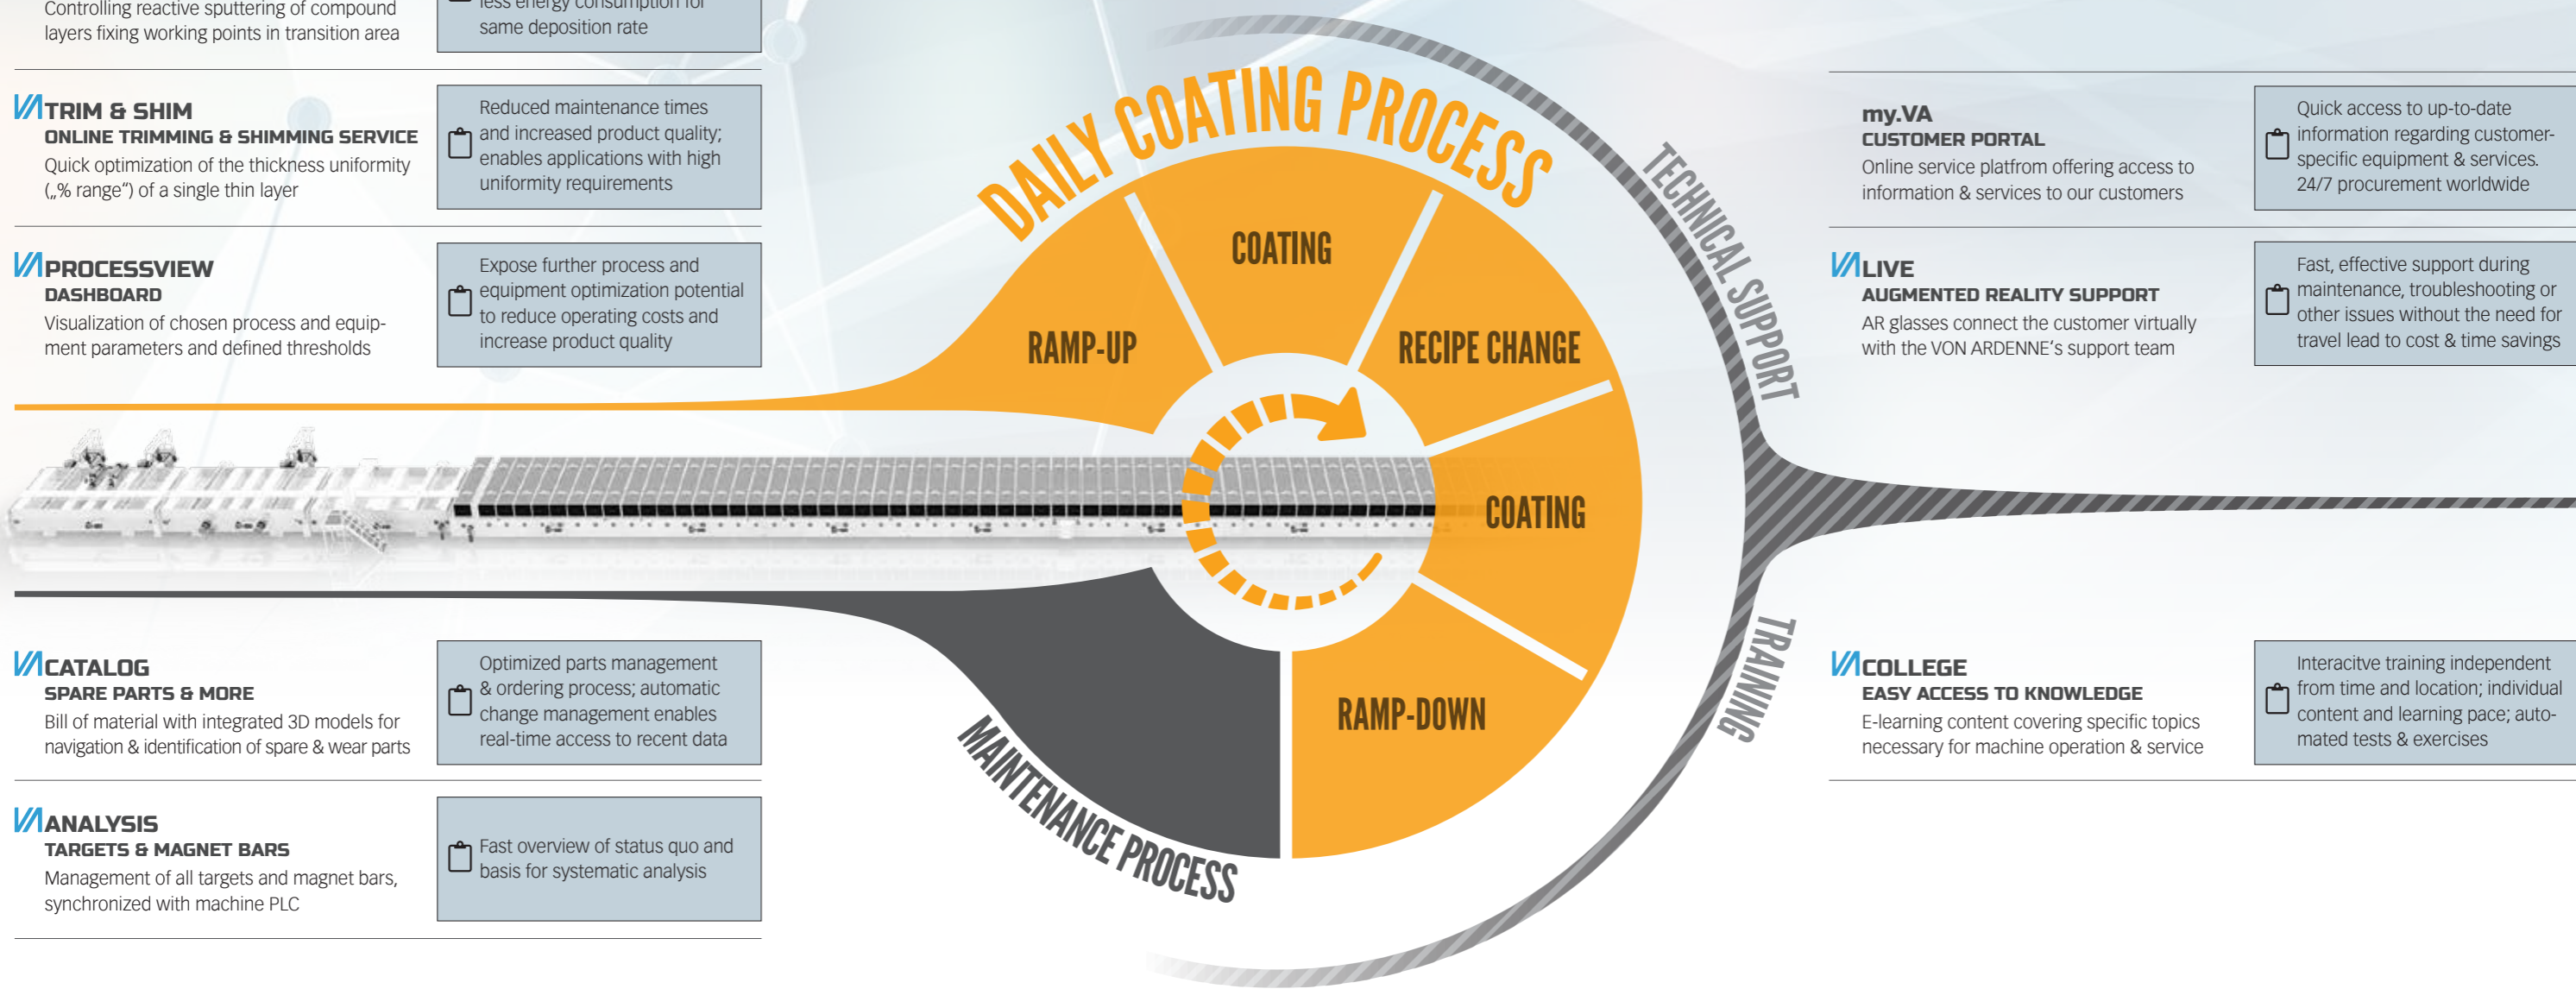 Controlling reactive sputtering of compound
layers fixing working points in transition area
less energy consumption for
same deposition rate
VA TRIM & SHIM
ONLINE TRIMMING & SHIMMING SERVICE
Quick optimization of the thickness uniformity
(„% range“) of a single thin layer
Reduced maintenance times
and increased product quality;
enables applications with high
uniformity requirements
VA PROCESSVIEW
DASHBOARD
Visualization of chosen process and equip-
ment parameters and defined thresholds
Expose further process and
equipment optimization potential
to reduce operating costs and
increase product quality
VA CATALOG
SPARE PARTS & MORE
Bill of material with integrated 3D models for
navigation & identification of spare & wear parts
Optimized parts management
& ordering process; automatic
change management enables
real-time access to recent data
VA ANALYSIS
TARGETS & MAGNET BARS
Management of all targets and magnet bars,
synchronized with machine PLC
Fast overview of status quo and
basis for systematic analysis
DAILY COATING PROCESS
RAMP-UP
COATING
RECIPE CHANGE
COATING
RAMP-DOWN
MAINTENANCE PROCESS
TECHNICAL SUPPORT
TRAINING
my.VA
CUSTOMER PORTAL
Online service platfrom offering access to
information & services to our customers
Quick access to up-to-date
information regarding customer-
specific equipment & services.
24/7 procurement worldwide
VA LIVE
AUGMENTED REALITY SUPPORT
AR glasses connect the customer virtually
with the VON ARDENNE‘s support team
Fast, effective support during
maintenance, troubleshooting or
other issues without the need for
travel lead to cost & time savings
VA COLLEGE
EASY ACCESS TO KNOWLEDGE
E-learning content covering specific topics
necessary for machine operation & service
Interacitve training independent
from time and location; individual
content and learning pace; auto-
mated tests & exercises